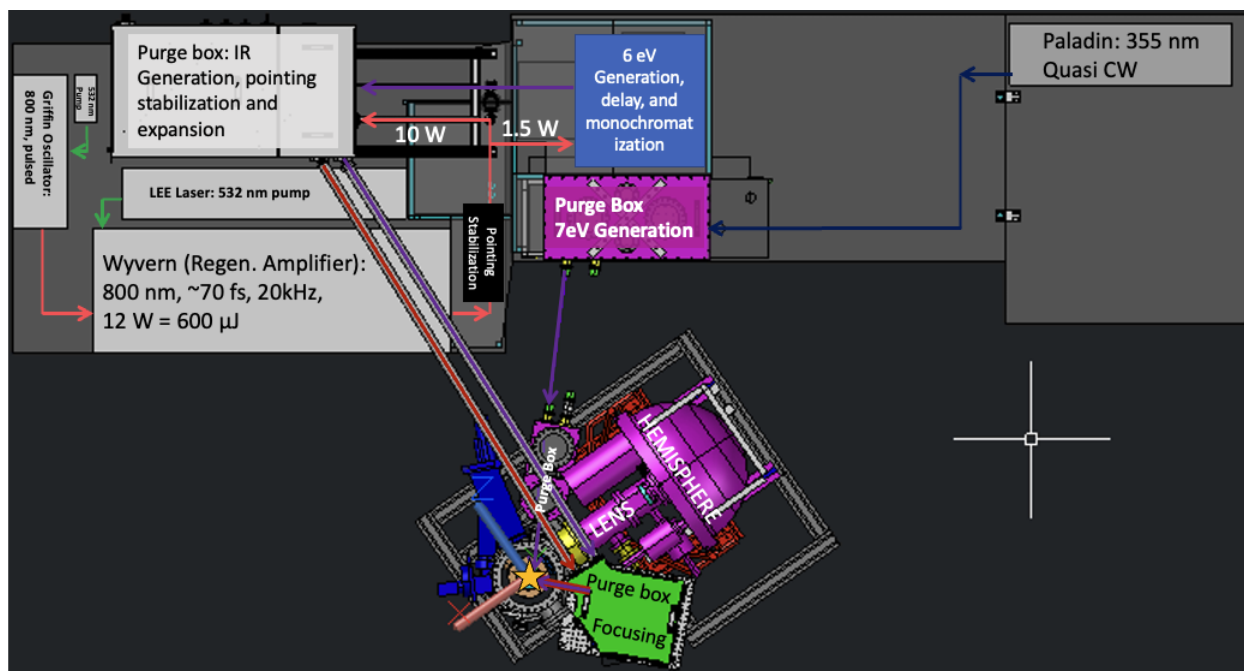 Purge box: IR
Generation, pointing
stabilization and
expansion
6 eV
Generation,
delay, and
monochromat
ization
Paladin: 355 nm
Quasi CW
Griffin Oscillator:
800 nm, pulsed
532 nm
Pump
10 W
1.5 W
LEE Laser: 532 nm pump
Pointing
Stabilization
Purge Box
7eV Generation
Wyvern (Regen. Amplifier):
800 nm, ~70 fs, 20kHz,
12 W = 600 μJ
HEMISPHERE
LENS
Purge Box
Z
X
Purge box
Focusing